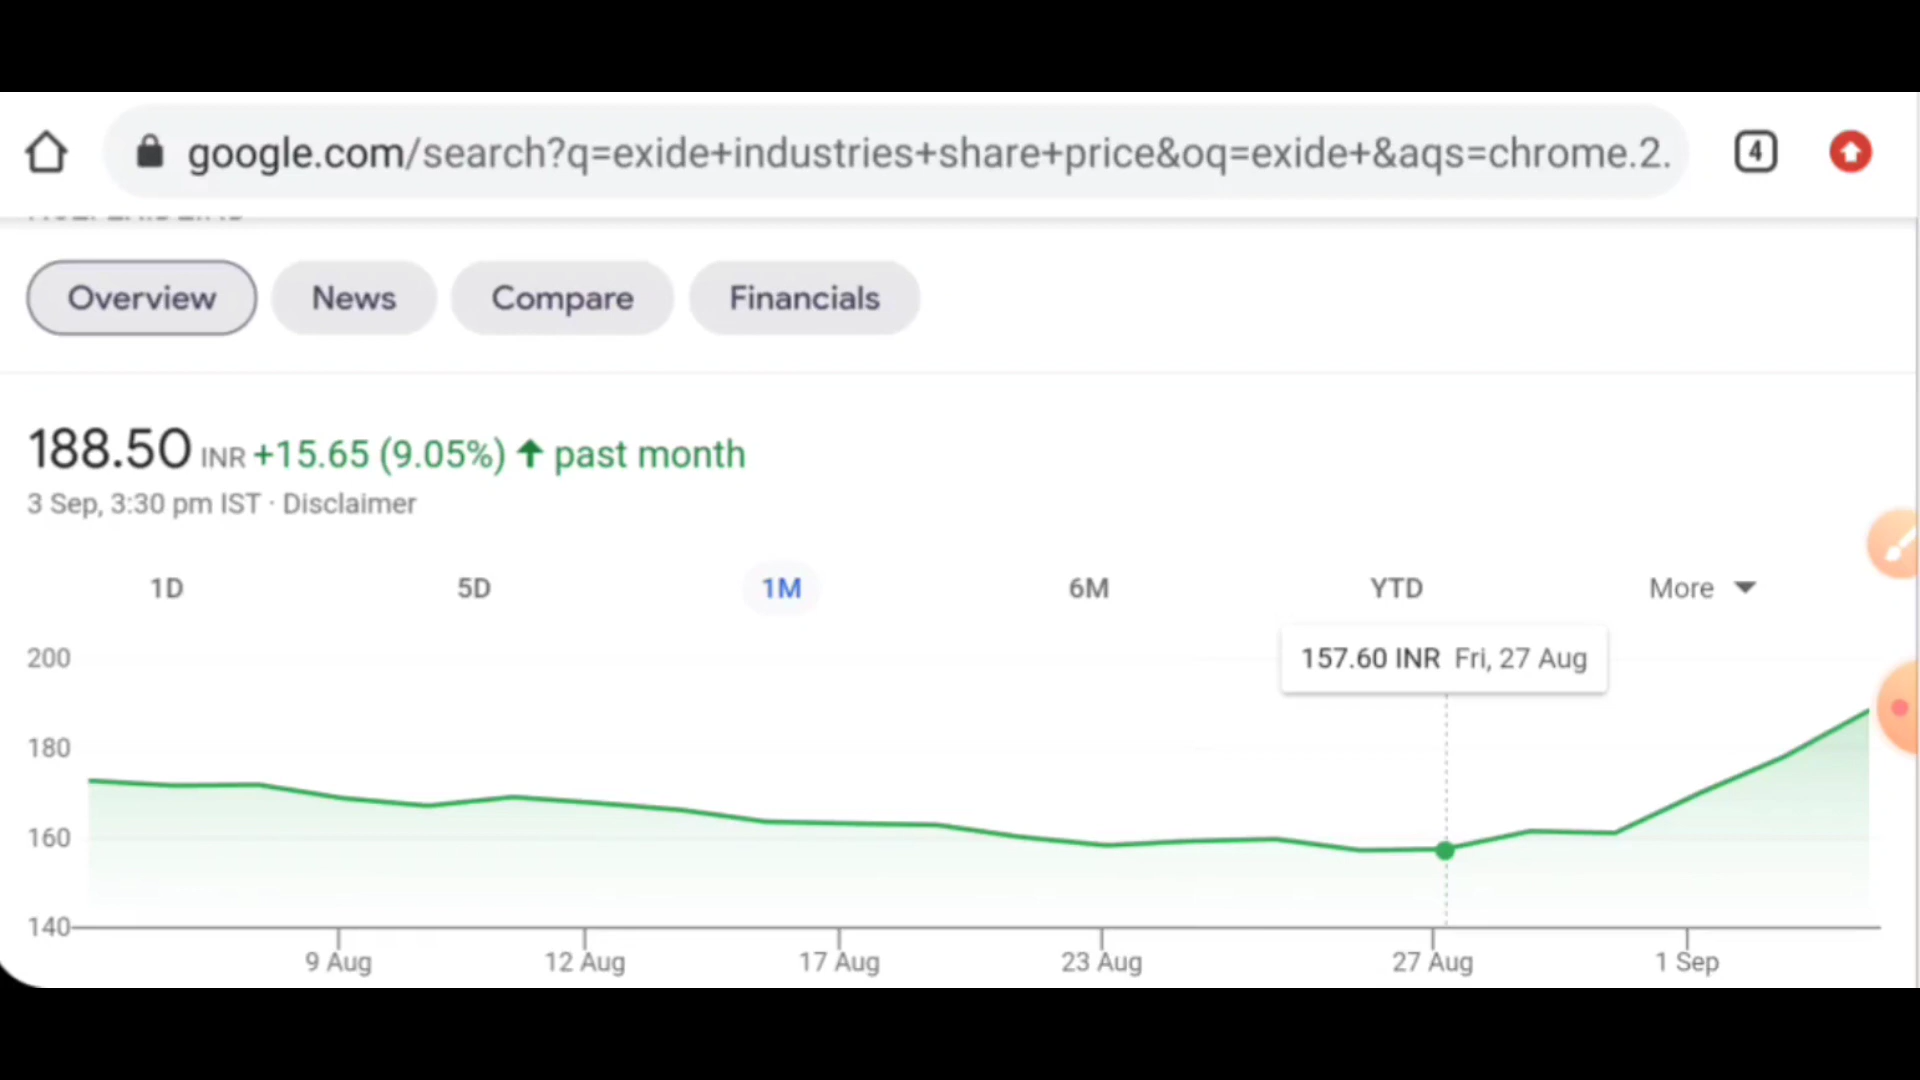 google.com/search?q=exide+industries+share+price&oq=exide+&aqs=chrome.2.
4
Overview News Compare Financials
188.50 INR +15.65 (9.05%) ↑ past month
3 Sep, 3:30 pm IST · Disclaimer
1D 5D 1M 6M YTD More
157.60 INR Fri, 27 Aug
200
180
160
140
9 Aug 12 Aug 17 Aug 23 Aug 27 Aug 1 Sep